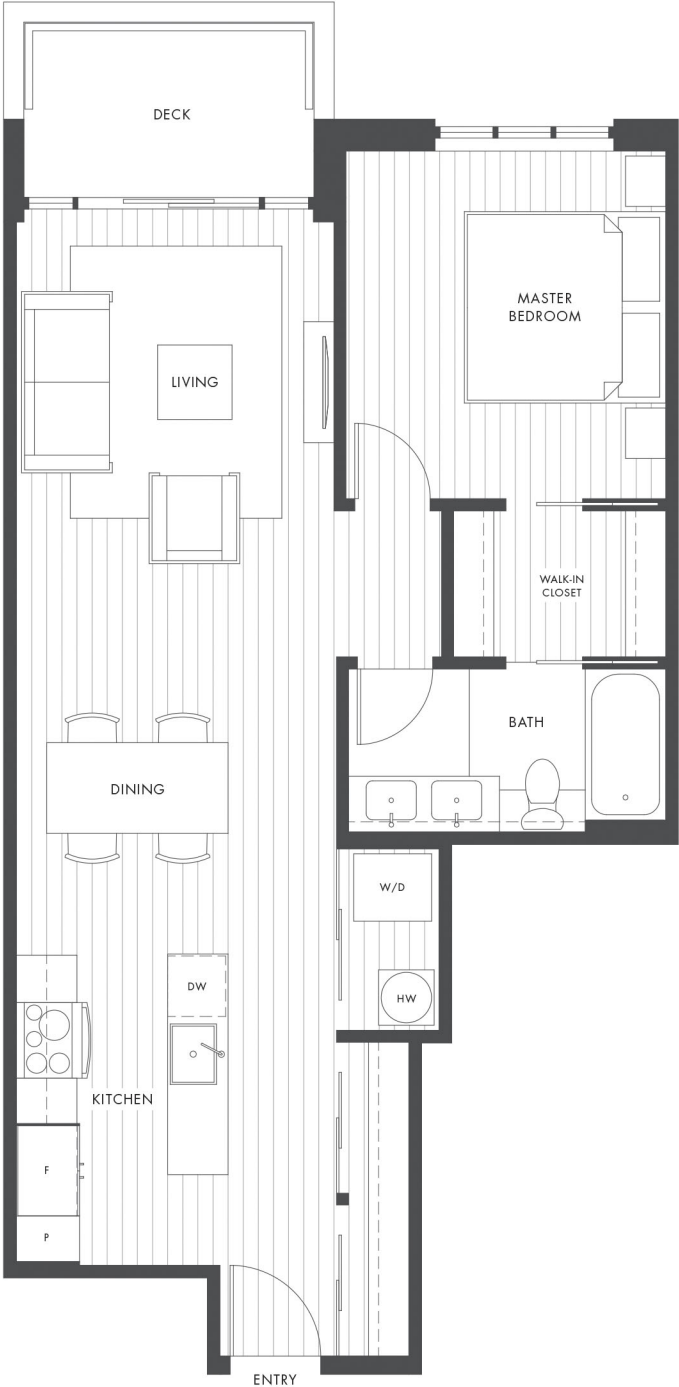 DECK
MASTER
BEDROOM
LIVING
WALK-IN
CLOSET
BATH
DINING
W/D
DW
HW
KITCHEN
F
P
ENTRY